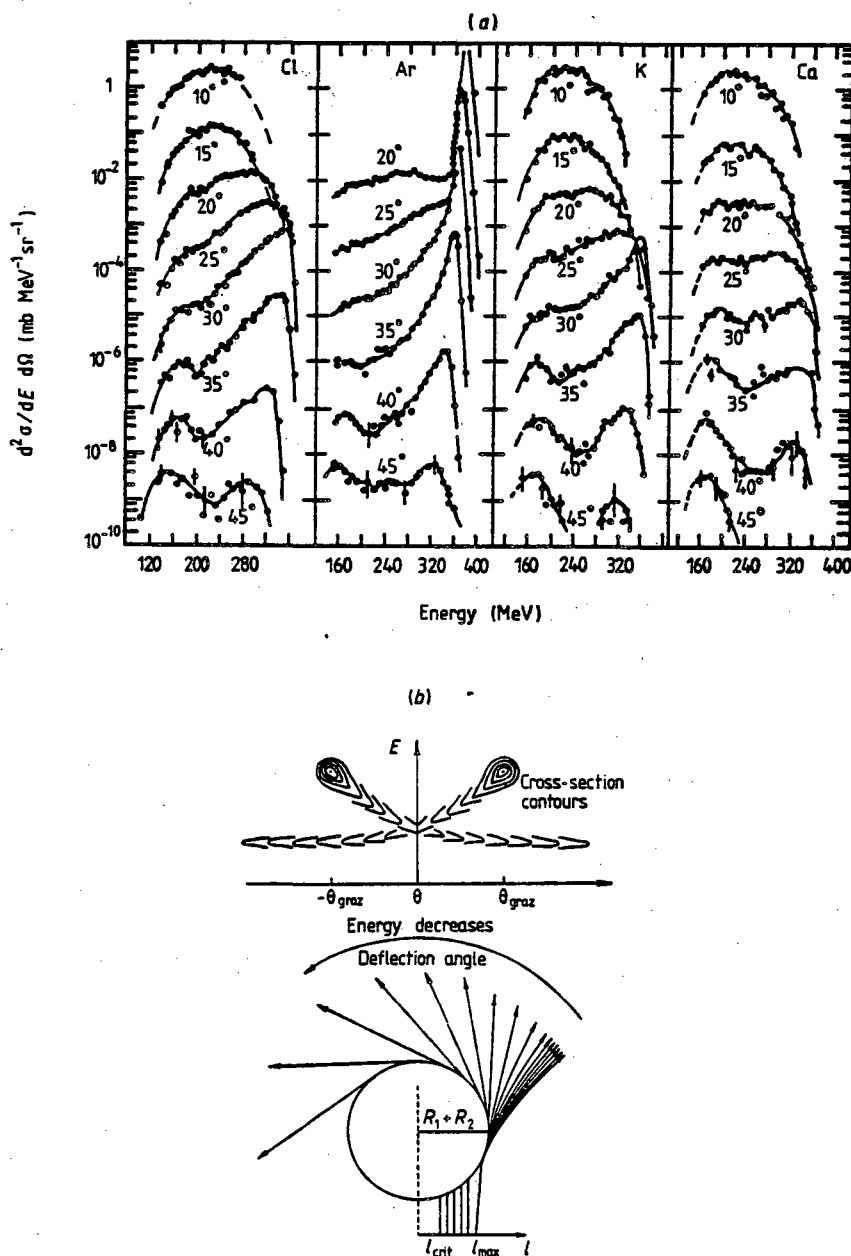 (a)
Cl
Ar
K
Ca
d²σ/dE dΩ (mb MeV⁻¹ sr⁻¹)
1
10⁻²
10⁻⁴
10⁻⁶
10⁻⁸
10⁻¹⁰
10°
15°
20°
25°
30°
35°
40°
45°
20°
25°
30°
35°
40°
45°
10°
15°
20°
25°
30°
35°
40°
45°
10°
15°
20°
25°
30°
35°
40°
45°
120 200 280
160 240 320 400
160 240 320
160 240 320 400
Energy (MeV)
(b)
E
Cross-section
contours
-θgraz θ θgraz
Energy decreases
Deflection angle
R₁ + R₂
lcrit lmax l